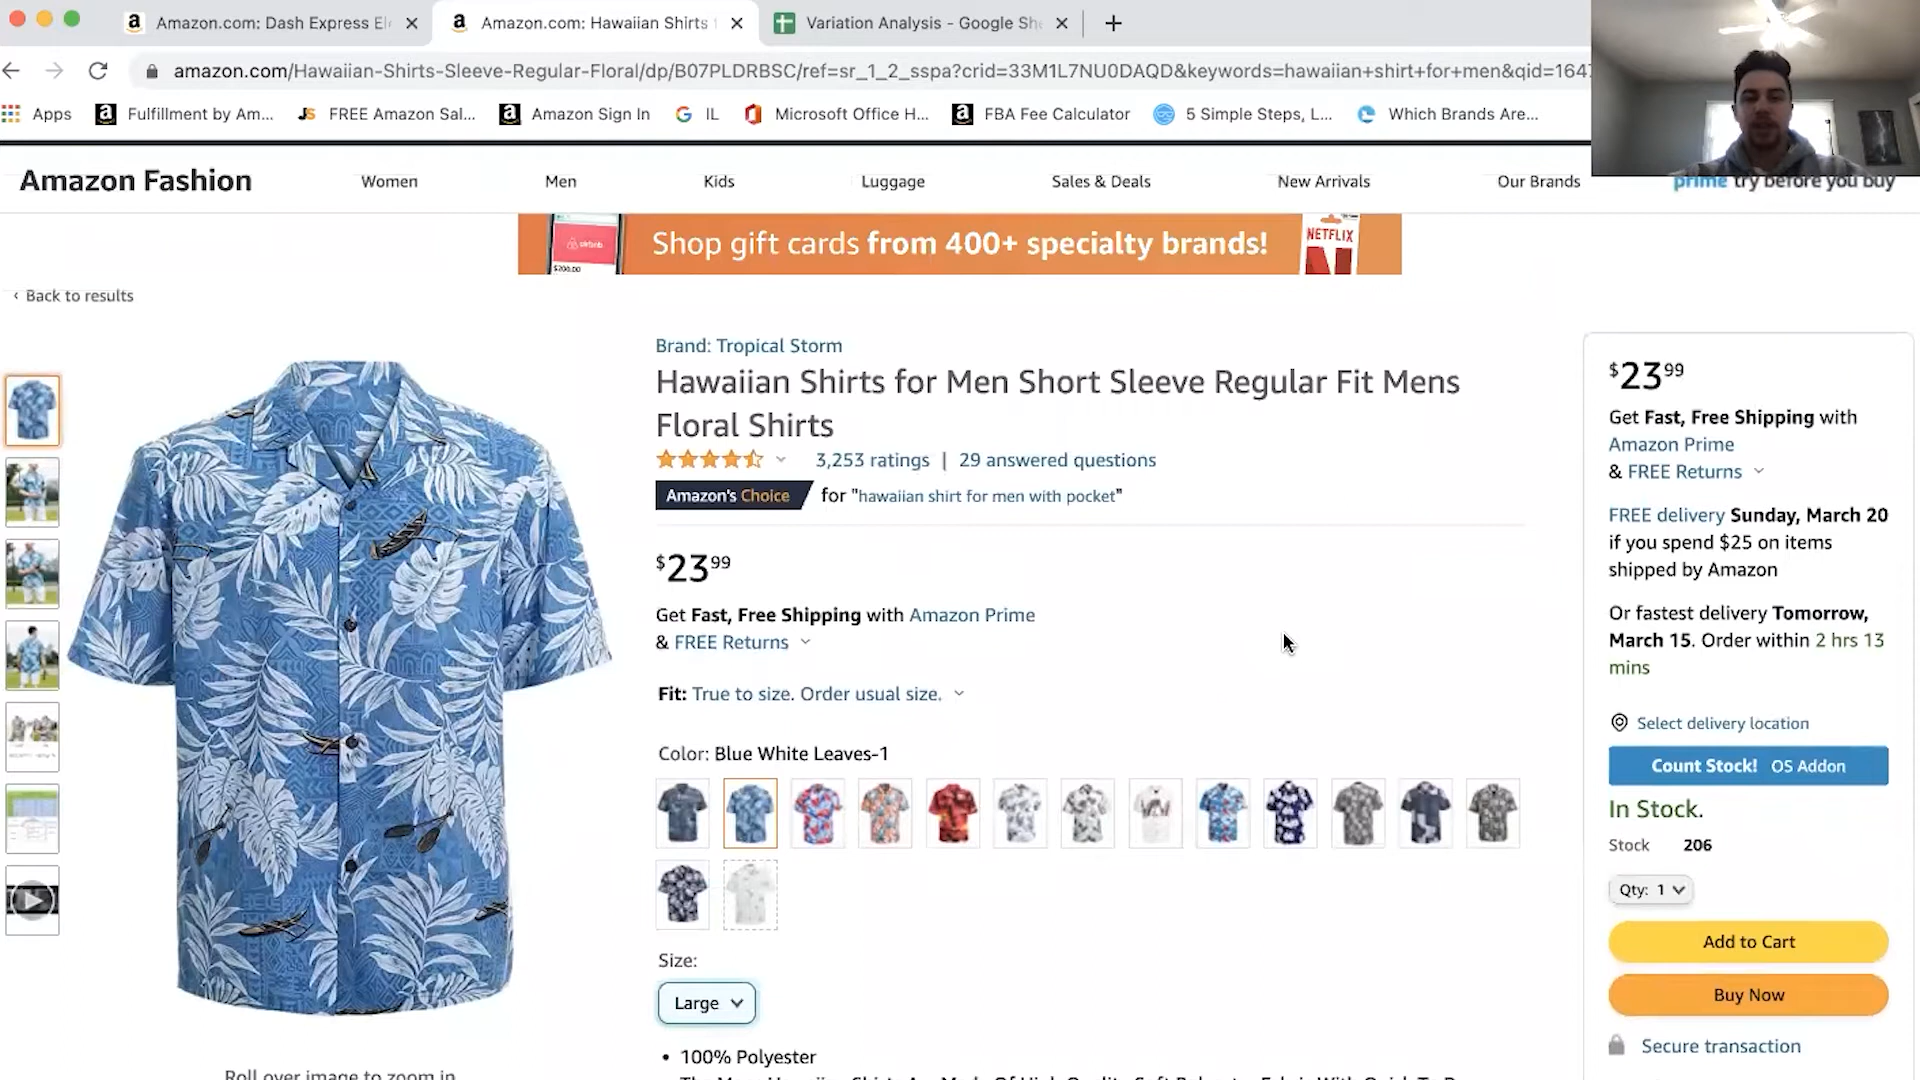 Amazon.com: Dash Express El
Amazon.com: Hawaiian Shirts
Variation Analysis - Google She
amazon.com/Hawaiian-Shirts-Sleeve-Regular-Floral/dp/B07PLDRBSC/ref=sr_1_2_sspa?crid=33M1L7NU0DAQD&keywords=hawaiian+shirt+for+men&qid=164
Apps
Fulfillment by Am...
FREE Amazon Sal...
Amazon Sign In
IL
Microsoft Office H...
FBA Fee Calculator
5 Simple Steps, L...
Which Brands Are...
Amazon Fashion
Women
Men
Kids
Luggage
Sales & Deals
New Arrivals
Our Brands
prime try before you buy
airbnb
$200.00
Shop gift cards from 400+ specialty brands!
NETFLIX
‹ Back to results
Brand: Tropical Storm
Hawaiian Shirts for Men Short Sleeve Regular Fit Mens
Floral Shirts
3,253 ratings | 29 answered questions
Amazon's Choice for "hawaiian shirt for men with pocket"
$23 99
Get Fast, Free Shipping with Amazon Prime
& FREE Returns
Fit: True to size. Order usual size.
Color: Blue White Leaves-1
Size:
Large
• 100% Polyester
Roll over image to zoom in
$23 99
Get Fast, Free Shipping with
Amazon Prime
& FREE Returns
FREE delivery Sunday, March 20
if you spend $25 on items
shipped by Amazon
Or fastest delivery Tomorrow,
March 15. Order within 2 hrs 13
mins
Select delivery location
Count Stock! OS Addon
In Stock.
Stock 206
Qty: 1
Add to Cart
Buy Now
Secure transaction